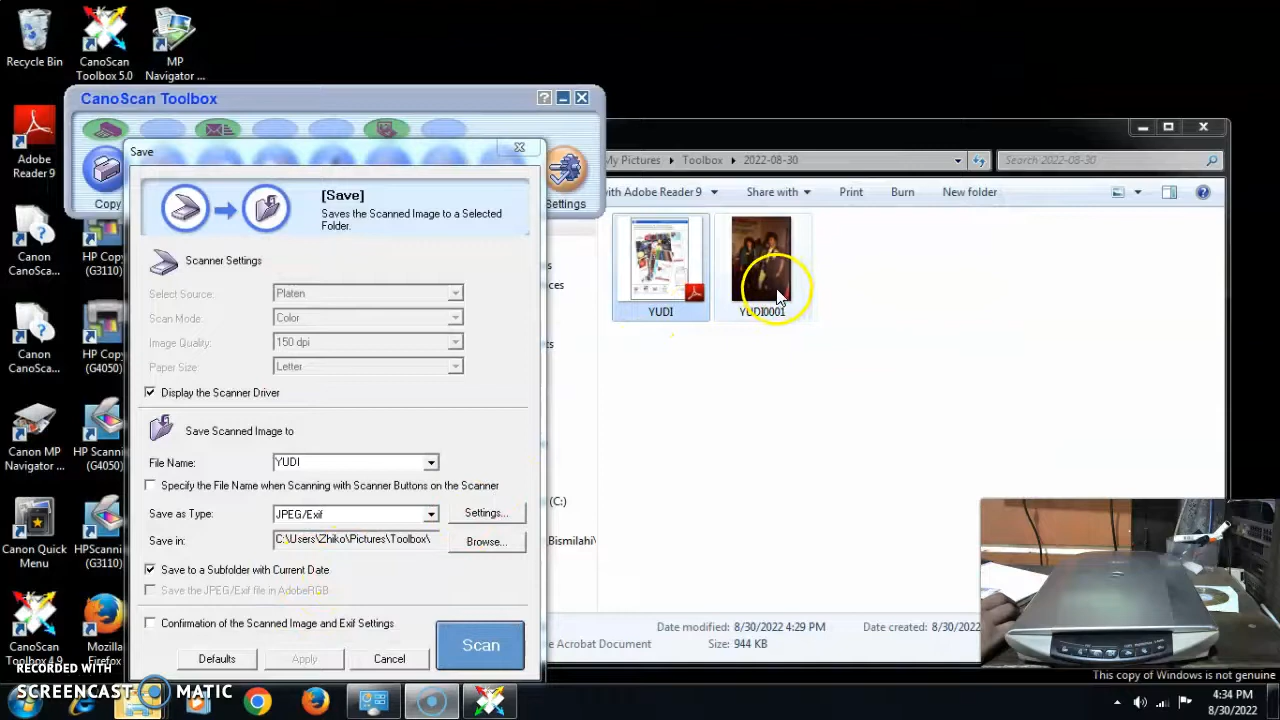 Recycle Bin
CanoScan
Toolbox 5.0
MP
Navigator ...
Adobe
Reader 9
Canon
CanoSca...
HP Copy
(G3110)
Canon
CanoSca...
HP Copy
(G4050)
Canon MP
Navigator ...
HP Scanning
(G4050)
Canon Quick
Menu
HPScanni
(G3110)
CanoScan
Toolbox 4.9
Mozilla
Firefox
CanoScan Toolbox
Copy
Settings
Save
[Save]
Saves the Scanned Image to a Selected
Folder.
Scanner Settings
Select Source: Platen
Scan Mode: Color
Image Quality: 150 dpi
Paper Size: Letter
Display the Scanner Driver
Save Scanned Image to
File Name: YUDI
Specify the File Name when Scanning with Scanner Buttons on the Scanner
Save as Type: JPEG/Exif Settings...
Save in: C:\Users\Zhiko\Pictures\Toolbox\ Browse...
Save to a Subfolder with Current Date
Save the JPEG/Exif file in AdobeRGB
Confirmation of the Scanned Image and Exif Settings
Defaults Apply Cancel Scan
My Pictures Toolbox 2022-08-30 Search 2022-08-30
with Adobe Reader 9 Share with Print Burn New folder
YUDI YUDI0001
(C:)
Bismilahi\
Date modified: 8/30/2022 4:29 PM Date created: 8/30/2022
Acrobat Document Size: 944 KB
This copy of Windows is not genuine
RECORDED WITH
SCREENCAST MATIC
4:34 PM
8/30/2022